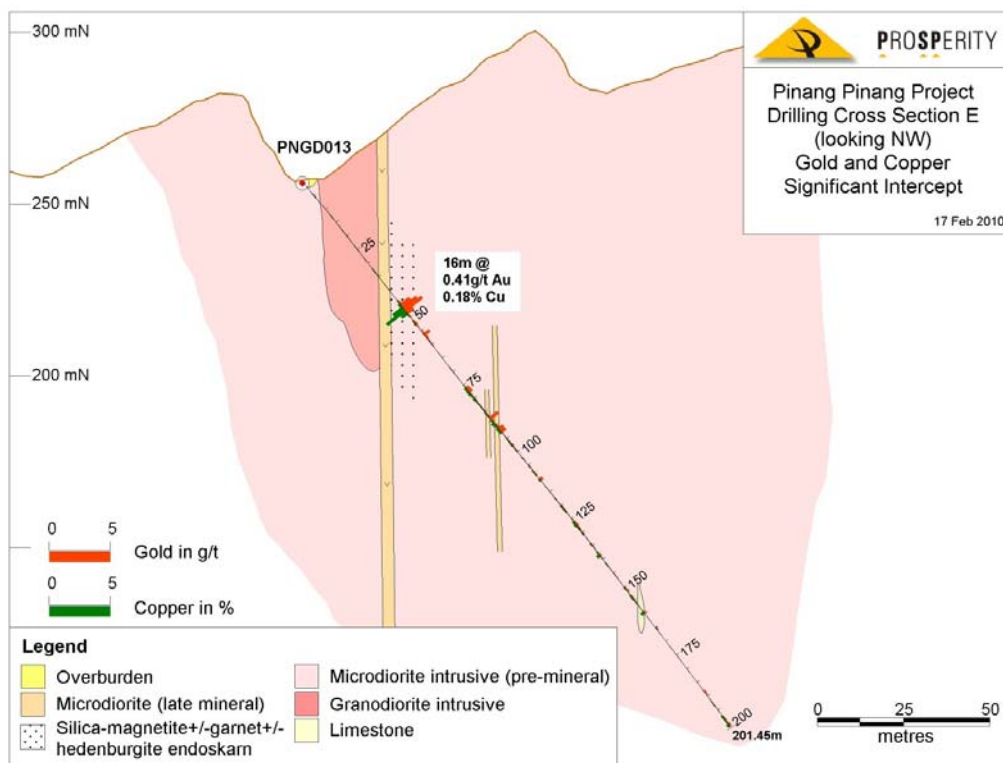 300 mN
250 mN
200 mN
PROSPERITY
Pinang Pinang Project
Drilling Cross Section E
(looking NW)
Gold and Copper
Significant Intercept
17 Feb 2010
PNGD013
25
50
75
100
125
150
175
200
201.45m
16m @
0.41g/t Au
0.18% Cu
0 5
Gold in g/t
0 5
Copper in %
Legend
Overburden
Microdiorite (late mineral)
Silica-magnetite+/-garnet+/-
hedenburgite endoskarn
Microdiorite intrusive (pre-mineral)
Granodiorite intrusive
Limestone
0 25 50
metres